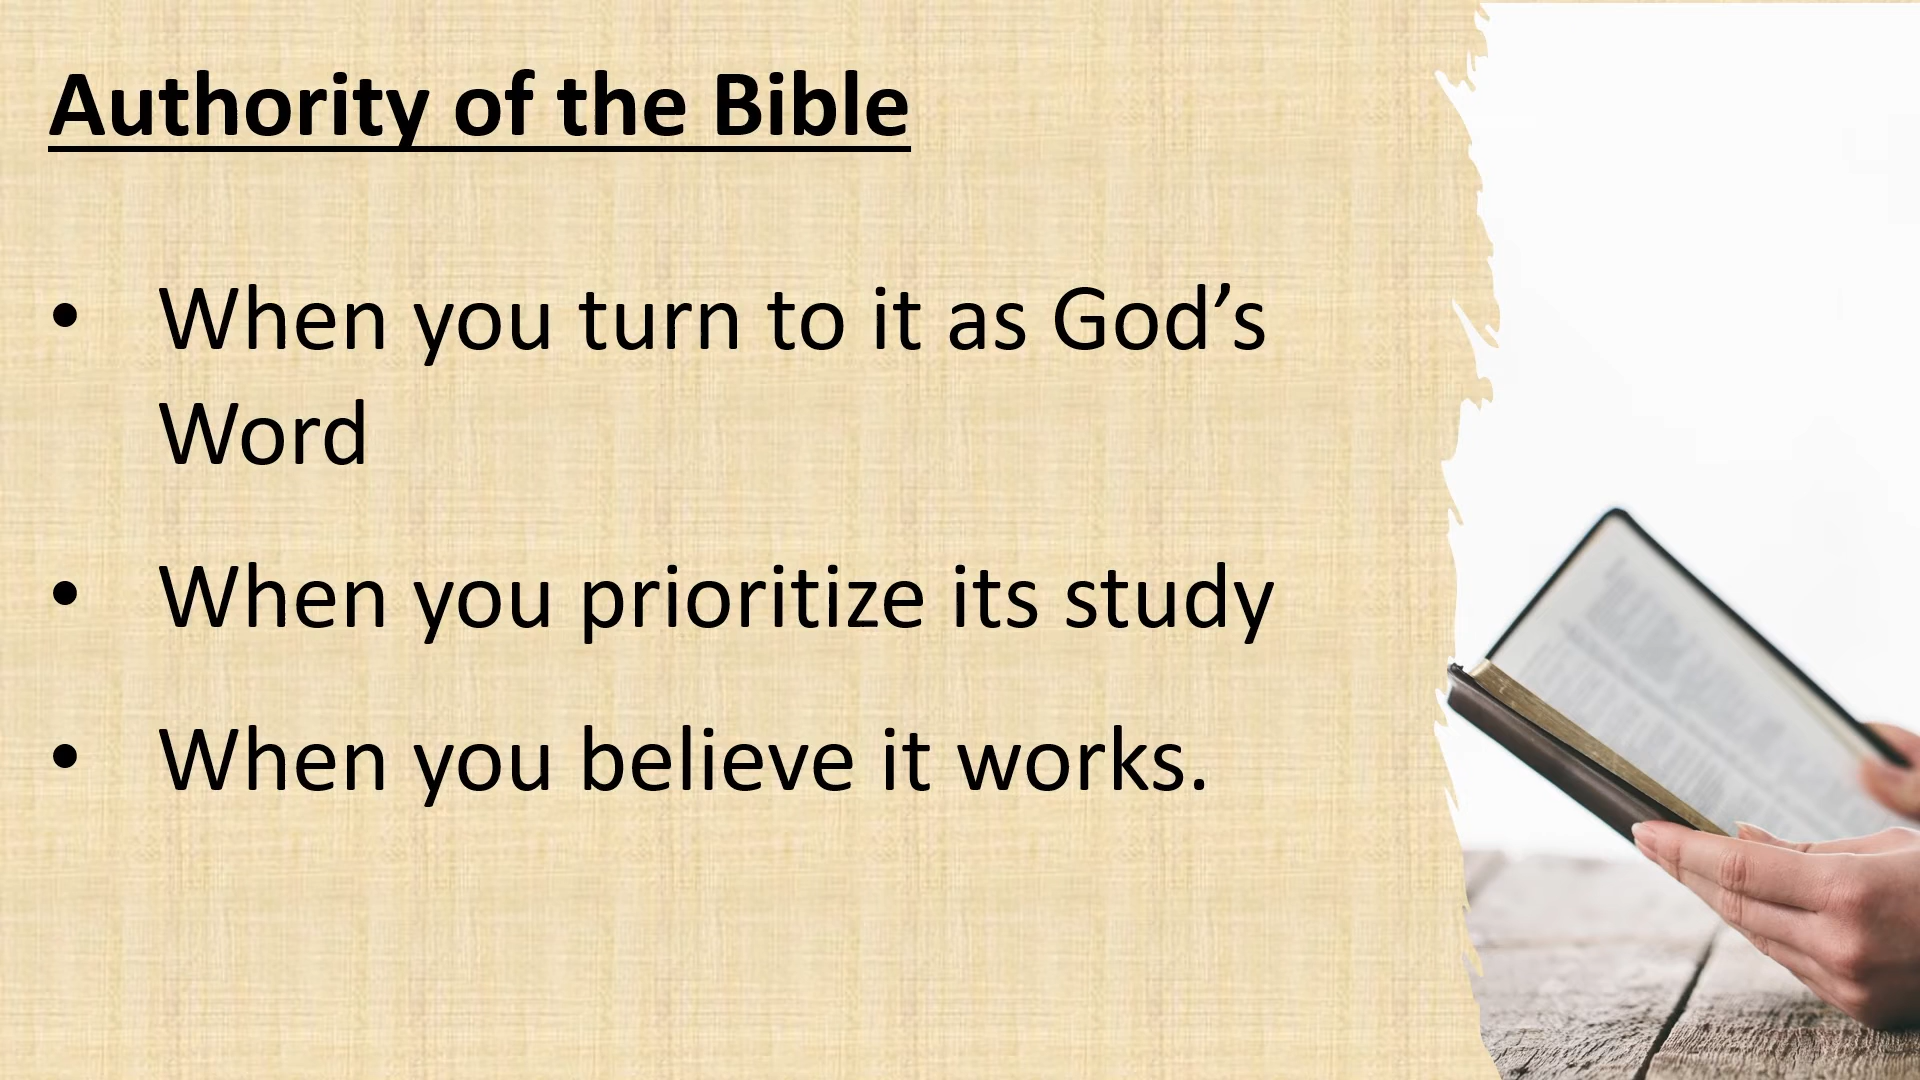 Authority of the Bible
• When you turn to it as God’s
Word
• When you prioritize its study
• When you believe it works.